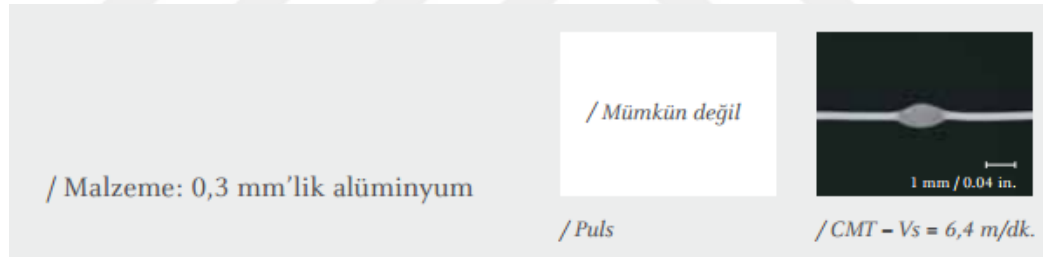 / Mümkün değil
1 mm / 0.04 in.
/ Malzeme: 0,3 mm’lik alüminyum
/ Puls
/ CMT – Vs = 6,4 m/dk.